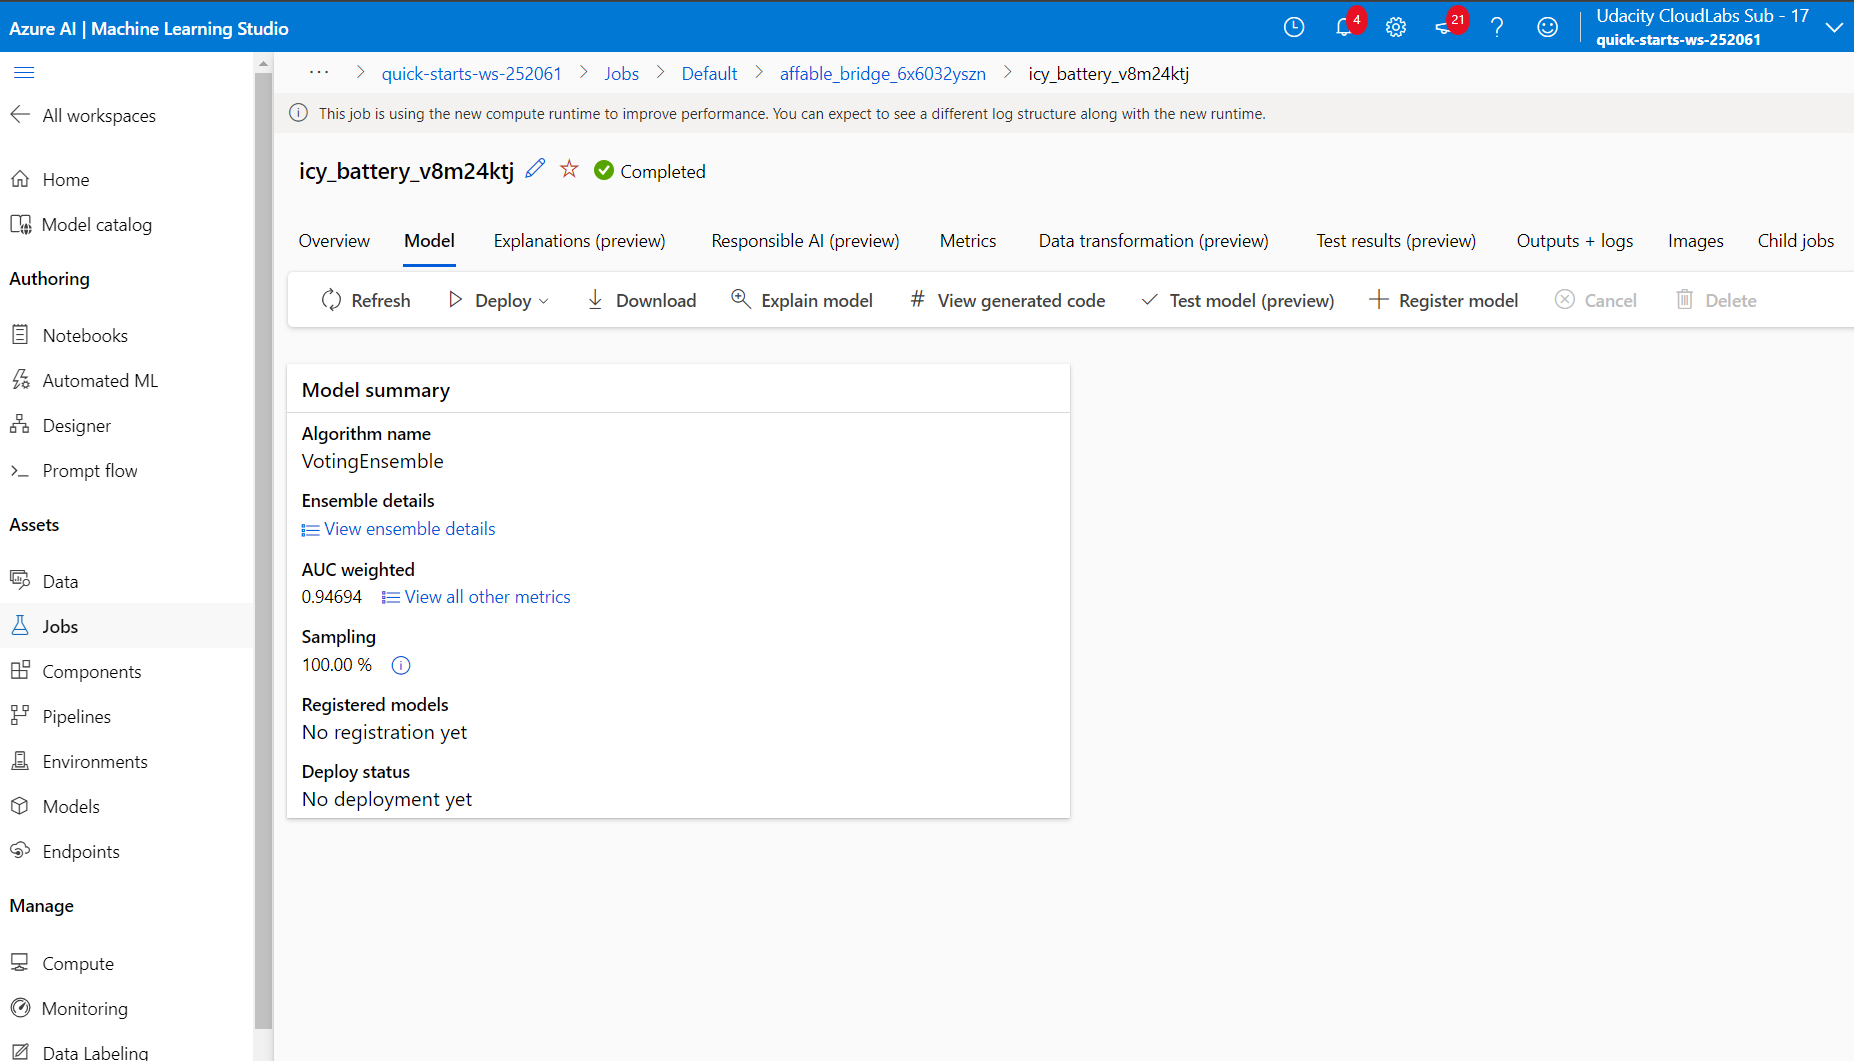 Azure AI | Machine Learning Studio
4
21
Udacity CloudLabs Sub - 17
quick-starts-ws-252061
All workspaces
Home
Model catalog
Authoring
Notebooks
Automated ML
Designer
Prompt flow
Assets
Data
Jobs
Components
Pipelines
Environments
Models
Endpoints
Manage
Compute
Monitoring
Data Labeling
... > quick-starts-ws-252061 > Jobs > Default > affable_bridge_6x6032yszn > icy_battery_v8m24ktj
This job is using the new compute runtime to improve performance. You can expect to see a different log structure along with the new runtime.
icy_battery_v8m24ktj Completed
Overview Model Explanations (preview) Responsible AI (preview) Metrics Data transformation (preview) Test results (preview) Outputs + logs Images Child jobs
Refresh Deploy Download Explain model # View generated code Test model (preview) Register model Cancel Delete
Model summary
Algorithm name
VotingEnsemble
Ensemble details
View ensemble details
AUC weighted
0.94694 View all other metrics
Sampling
100.00 %
Registered models
No registration yet
Deploy status
No deployment yet